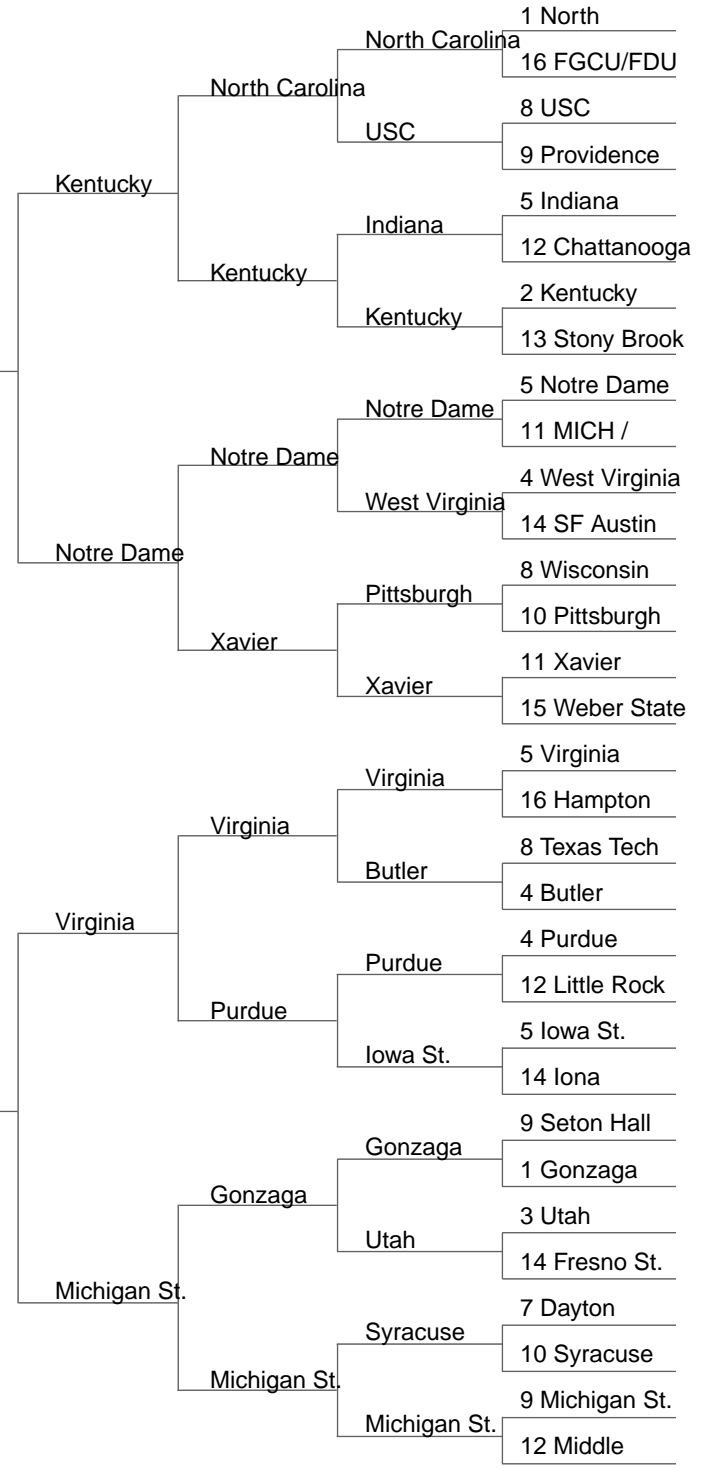 1 North
North Carolina
16 FGCU/FDU
North Carolina
8 USC
USC
9 Providence
Kentucky
5 Indiana
Indiana
12 Chattanooga
Kentucky
2 Kentucky
Kentucky
13 Stony Brook
5 Notre Dame
Notre Dame
11 MICH /
Notre Dame
4 West Virginia
West Virginia
14 SF Austin
Notre Dame
8 Wisconsin
Pittsburgh
10 Pittsburgh
Xavier
11 Xavier
Xavier
15 Weber State
5 Virginia
Virginia
16 Hampton
Virginia
8 Texas Tech
Butler
4 Butler
Virginia
4 Purdue
Purdue
12 Little Rock
Purdue
5 Iowa St.
Iowa St.
14 Iona
9 Seton Hall
Gonzaga
1 Gonzaga
Gonzaga
3 Utah
Utah
14 Fresno St.
Michigan St.
7 Dayton
Syracuse
10 Syracuse
Michigan St.
9 Michigan St.
Michigan St.
12 Middle